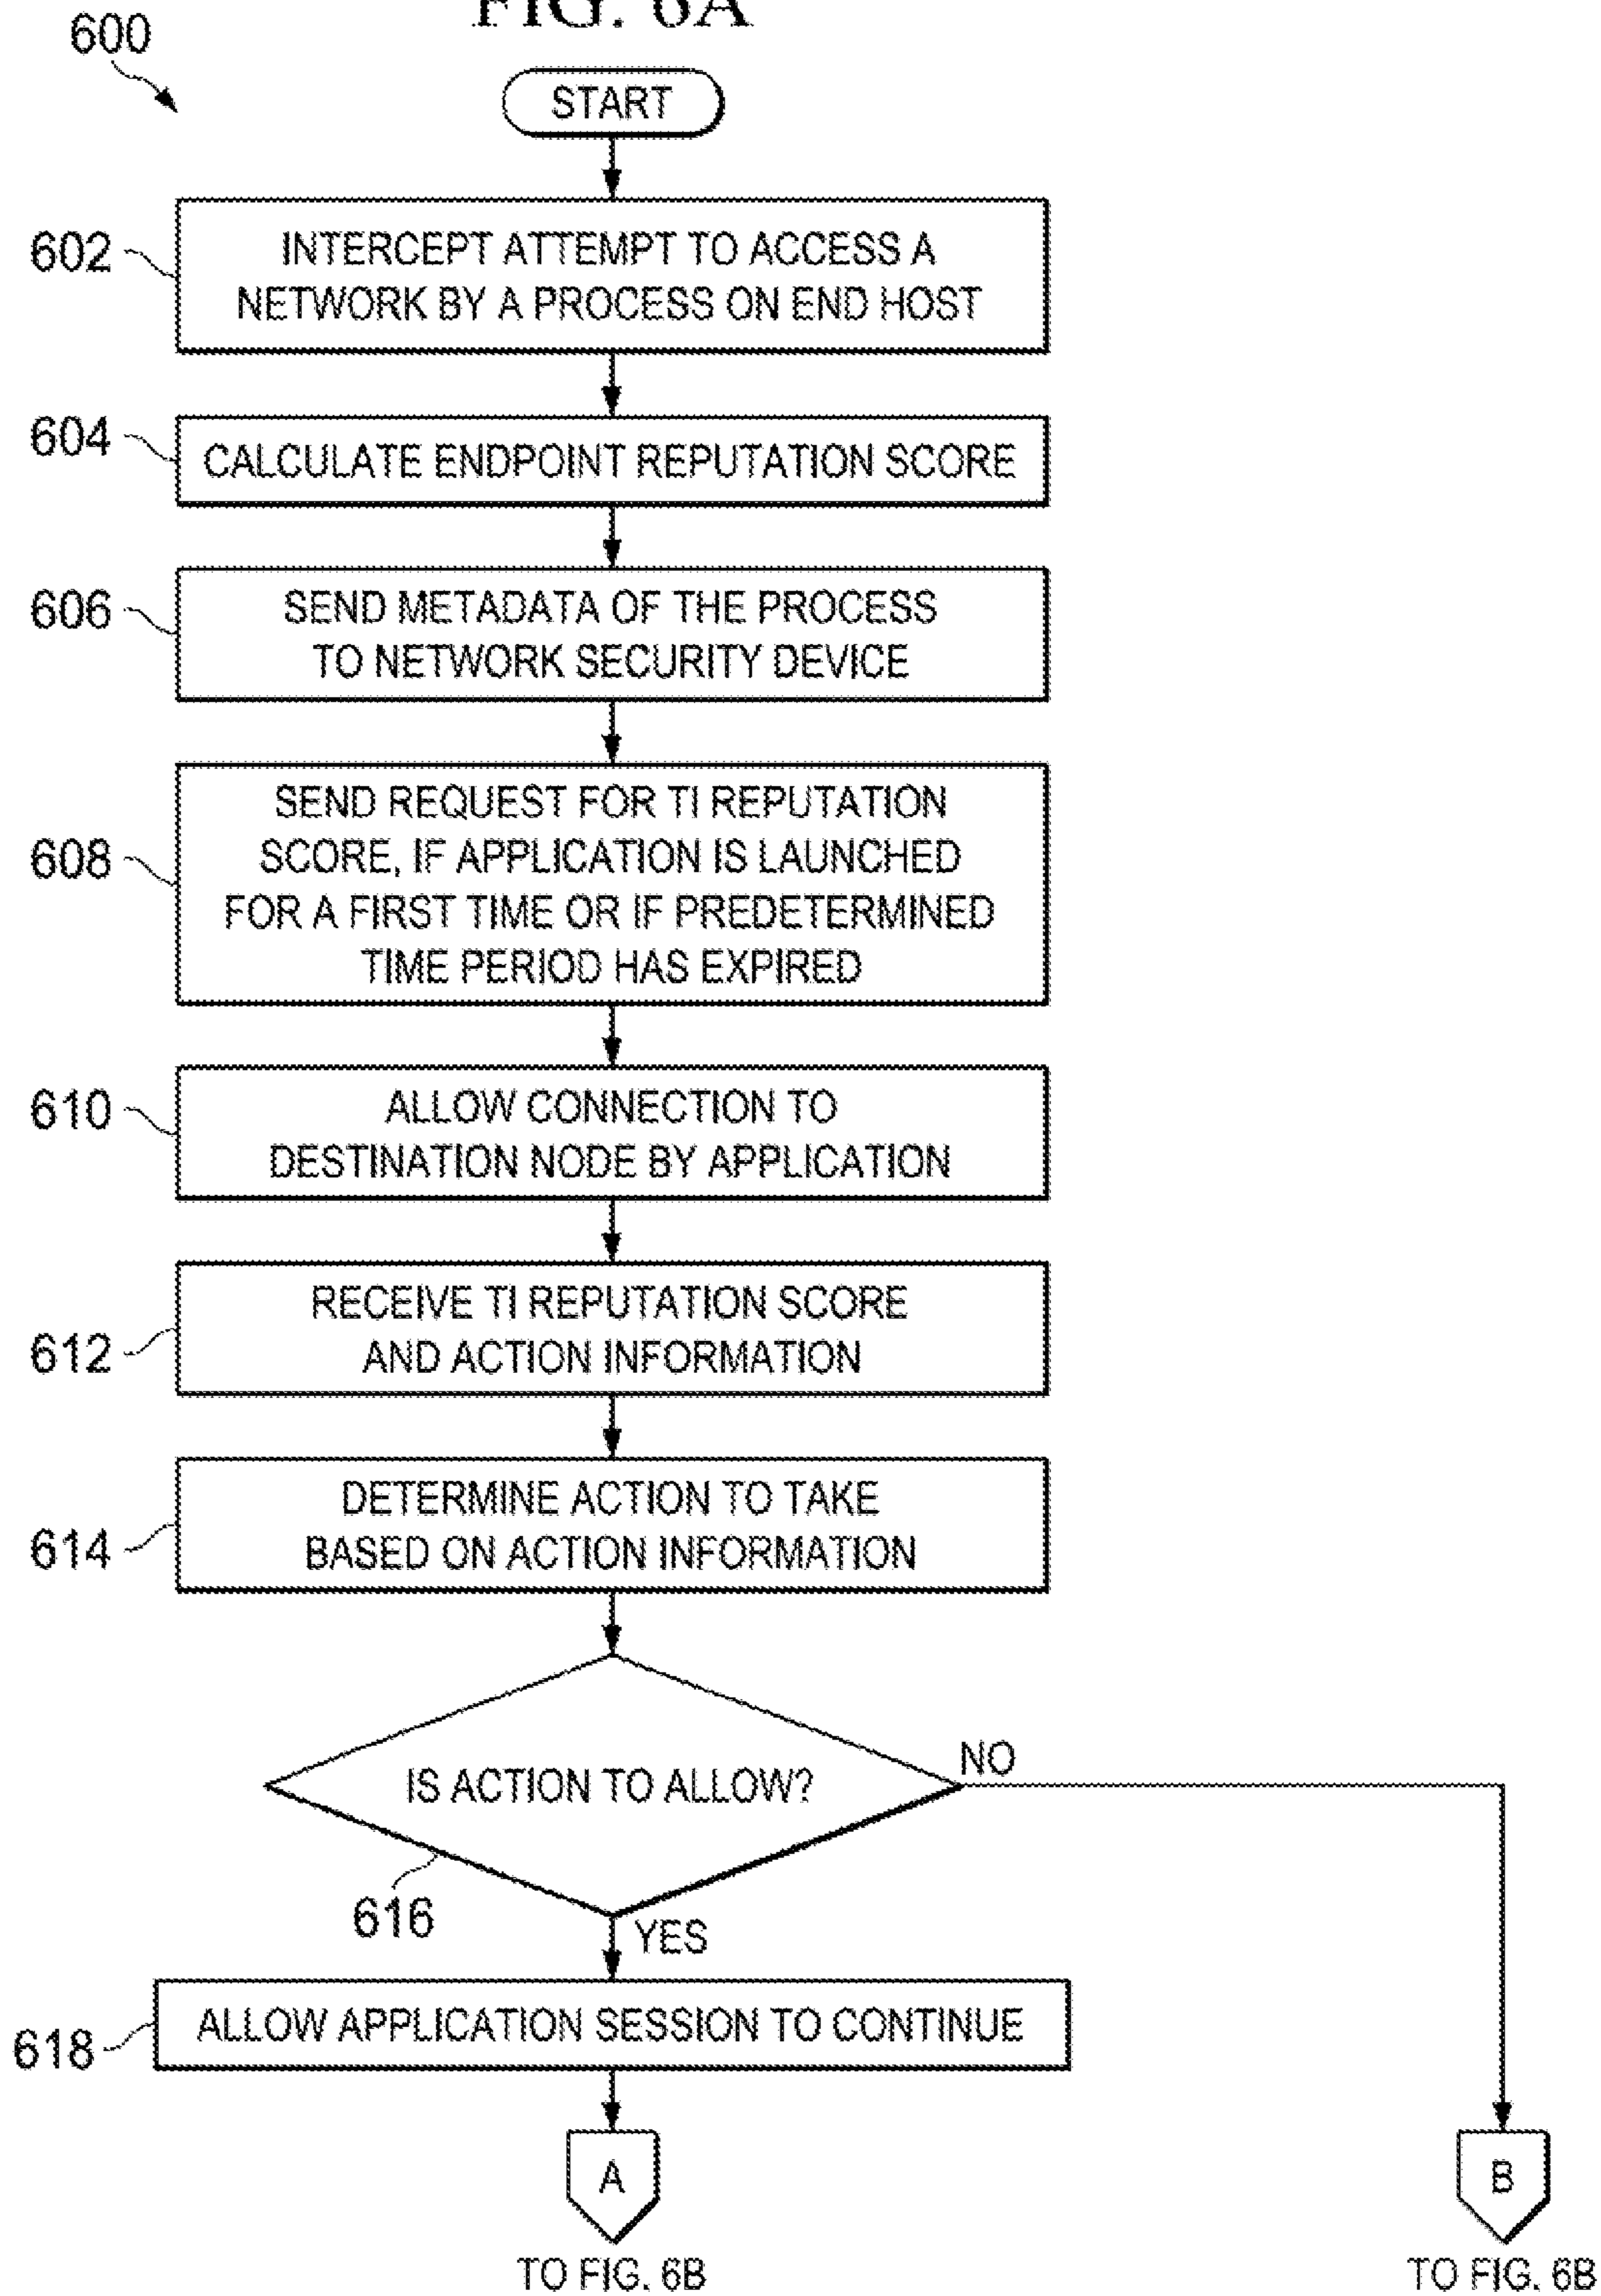 FIG. 6A
600
START
602
INTERCEPT ATTEMPT TO ACCESS A
NETWORK BY A PROCESS ON END HOST
604
CALCULATE ENDPOINT REPUTATION SCORE
606
SEND METADATA OF THE PROCESS
TO NETWORK SECURITY DEVICE
608
SEND REQUEST FOR TI REPUTATION
SCORE, IF APPLICATION IS LAUNCHED
FOR A FIRST TIME OR IF PREDETERMINED
TIME PERIOD HAS EXPIRED
610
ALLOW CONNECTION TO
DESTINATION NODE BY APPLICATION
612
RECEIVE TI REPUTATION SCORE
AND ACTION INFORMATION
614
DETERMINE ACTION TO TAKE
BASED ON ACTION INFORMATION
IS ACTION TO ALLOW?
NO
616
YES
618
ALLOW APPLICATION SESSION TO CONTINUE
A
B
TO FIG. 6B
TO FIG. 6B